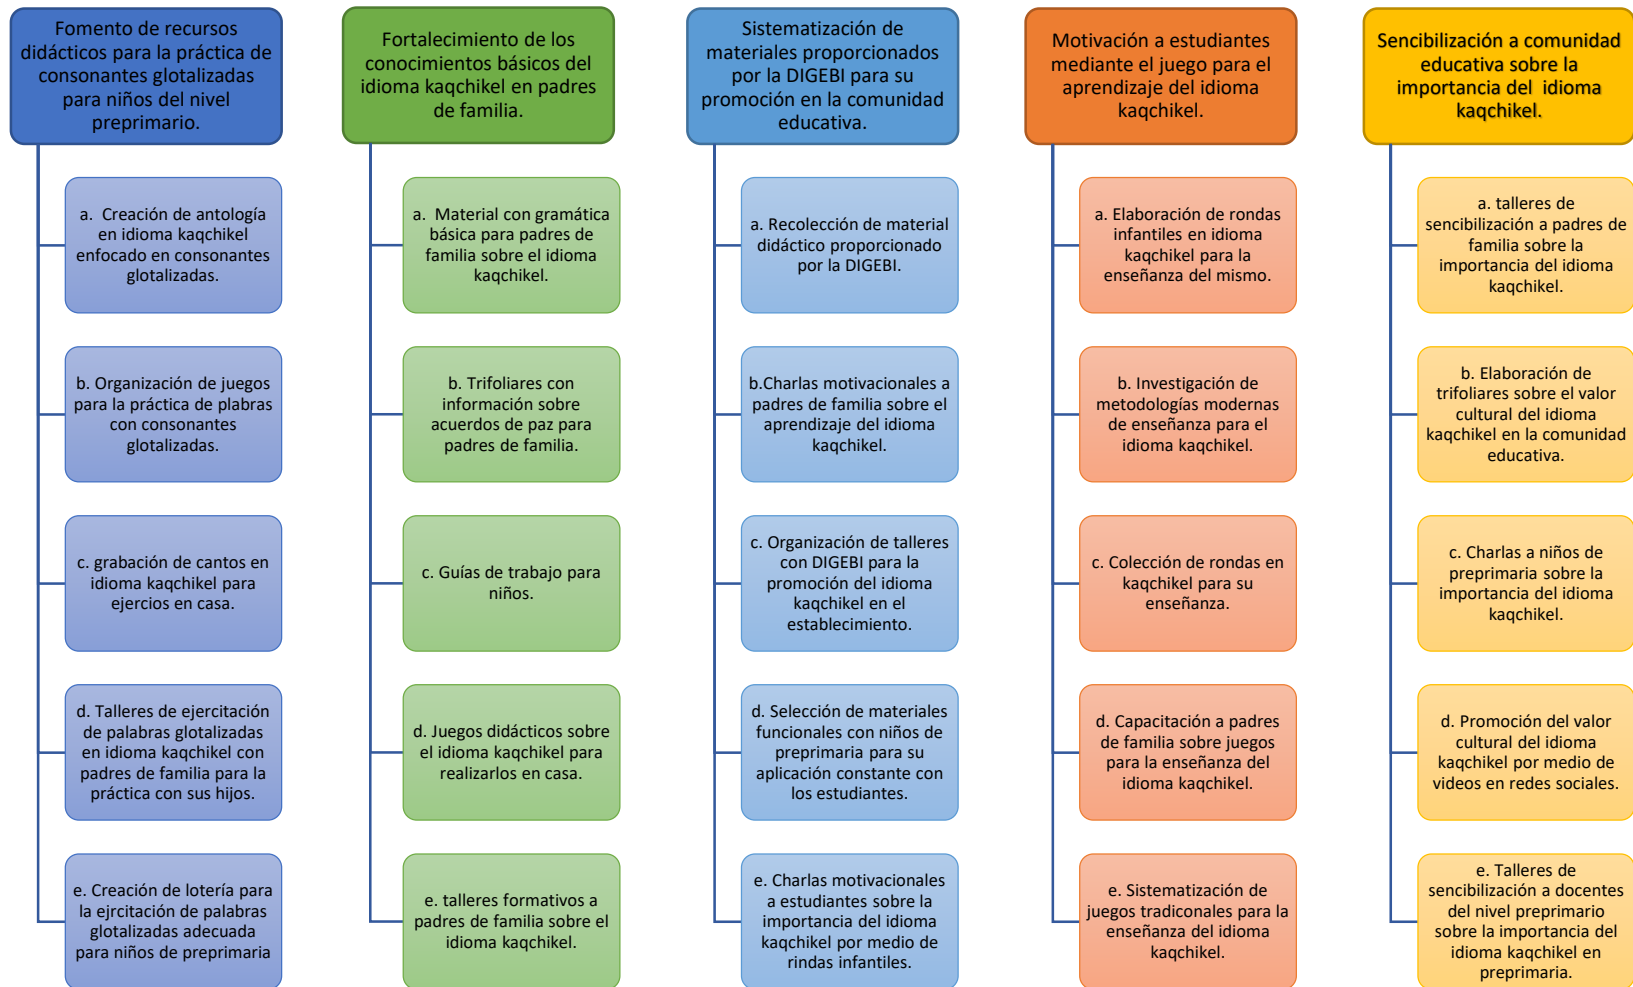 Fomento de recursos
didácticos para la práctica de
consonantes glotalizadas
para niños del nivel
preprimario.
a. Creación de antología
en idioma kaqchikel
enfocado en consonantes
glotalizadas.
b. Organización de juegos
para la práctica de plabras
con consonantes
glotalizadas.
c. grabación de cantos en
idioma kaqchikel para
ejercios en casa.
d. Talleres de ejercitación
de palabras glotalizadas
en idioma kaqchikel con
padres de familia para la
práctica con sus hijos.
e. Creación de lotería para
la ejrcitación de palabras
glotalizadas adecuada
para niños de preprimaria
Fortalecimiento de los
conocimientos básicos del
idioma kaqchikel en padres
de familia.
a. Material con gramática
básica para padres de
familia sobre el idioma
kaqchikel.
b. Trifoliares con
información sobre
acuerdos de paz para
padres de familia.
c. Guías de trabajo para
niños.
d. Juegos didácticos sobre
el idioma kaqchikel para
realizarlos en casa.
e. talleres formativos a
padres de familia sobre el
idioma kaqchikel.
Sistematización de
materiales proporcionados
por la DIGEBI para su
promoción en la comunidad
educativa.
a. Recolección de material
didáctico proporcionado
por la DIGEBI.
b.Charlas motivacionales a
padres de familia sobre el
aprendizaje del idioma
kaqchikel.
c. Organización de talleres
con DIGEBI para la
promoción del idioma
kaqchikel en el
establecimiento.
d. Selección de materiales
funcionales con niños de
preprimaria para su
aplicación constante con
los estudiantes.
e. Charlas motivacionales
a estudiantes sobre la
importancia del idioma
kaqchikel por medio de
rindas infantiles.
Motivación a estudiantes
mediante el juego para el
aprendizaje del idioma
kaqchikel.
a. Elaboración de rondas
infantiles en idioma
kaqchikel para la
enseñanza del mismo.
b. Investigación de
metodologías modernas
de enseñanza para el
idioma kaqchikel.
c. Colección de rondas en
kaqchikel para su
enseñanza.
d. Capacitación a padres
de familia sobre juegos
para la enseñanza del
idioma kaqchikel.
e. Sistematización de
juegos tradiconales para la
enseñanza del idioma
kaqchikel.
Sencibilización a comunidad
educativa sobre la
importancia del idioma
kaqchikel.
a. talleres de
sencibilización a padres de
familia sobre la
importancia del idioma
kaqchikel.
b. Elaboración de
trifoliares sobre el valor
cultural del idioma
kaqchikel en la comunidad
educativa.
c. Charlas a niños de
preprimaria sobre la
importancia del idioma
kaqchikel.
d. Promoción del valor
cultural del idioma
kaqchikel por medio de
videos en redes sociales.
e. Talleres de
sencibilización a docentes
del nivel preprimario
sobre la importancia del
idioma kaqchikel en
preprimaria.